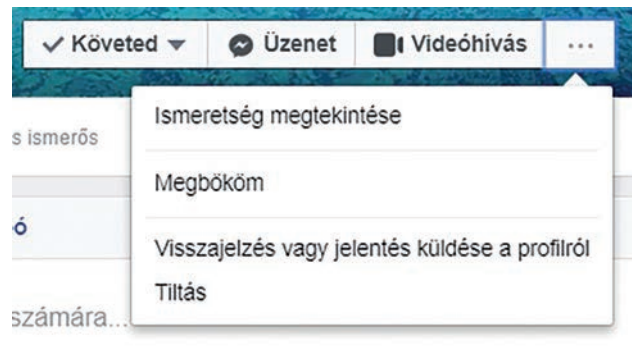 Követed Üzenet Videóhívás ...
Ismeretség megtekintése
s ismerős
Megbököm
ó
Visszajelzés vagy jelentés küldése a profilról
Tiltás
számára...